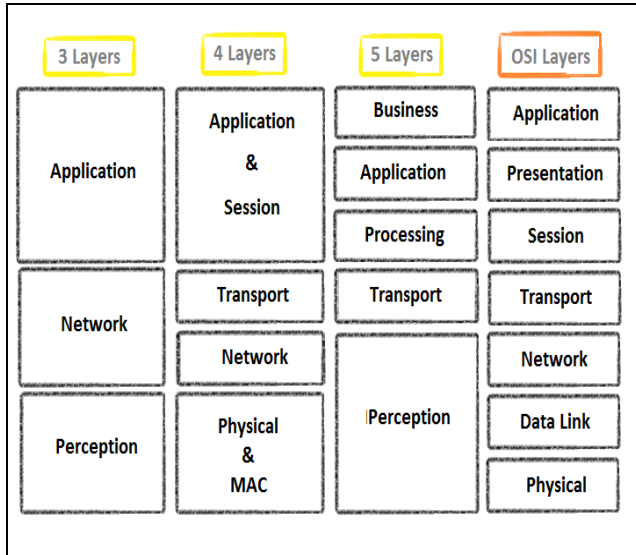 3 Layers
4 Layers
5 Layers
OSI Layers
Application
Network
Perception
Application
&
Session
Transport
Network
Physical
&
MAC
Business
Application
Processing
Transport
Perception
Application
Presentation
Session
Transport
Network
Data Link
Physical